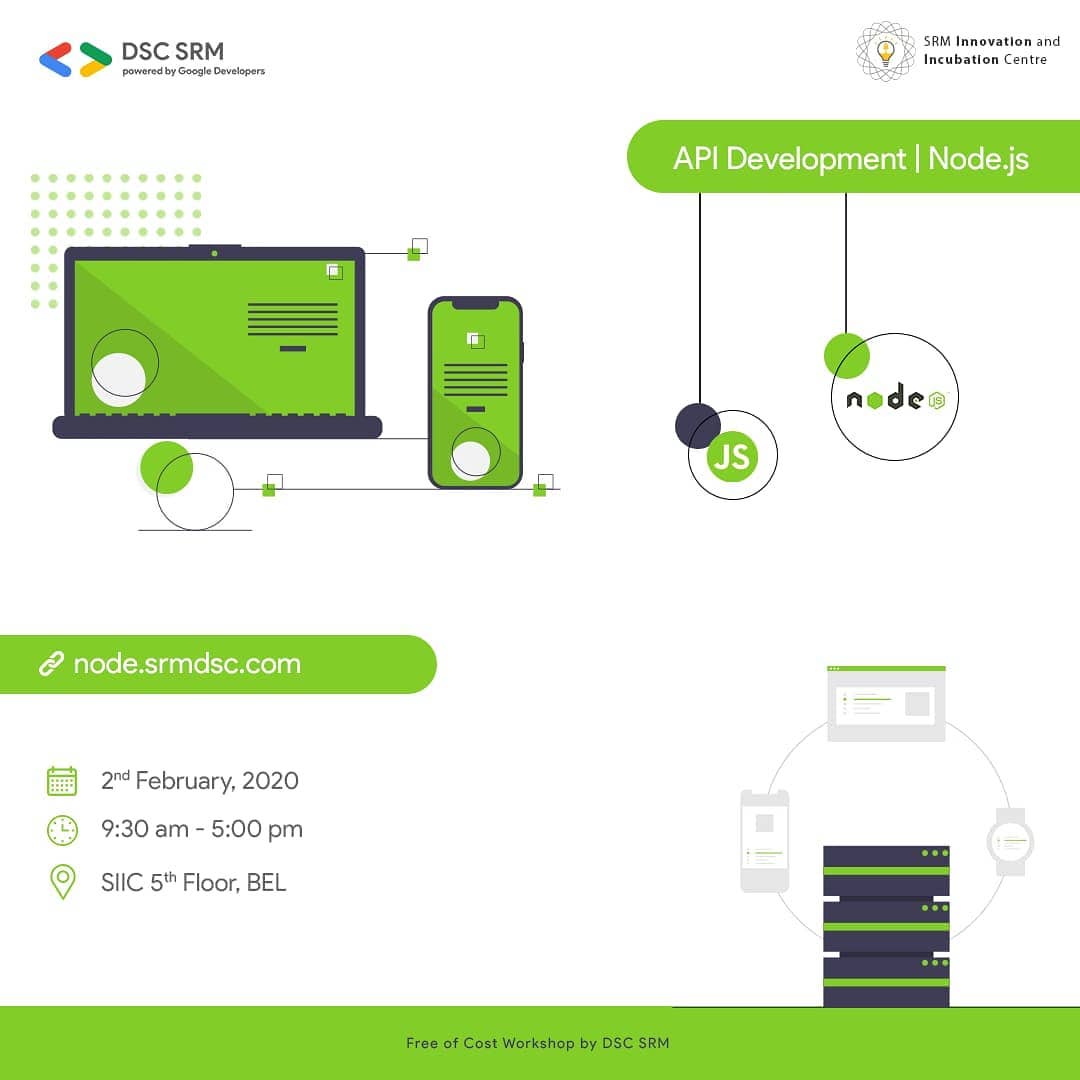 DSC SRM
powered by Google Developers
SRM Innovation and
Incubation Centre
API Development | Node.js
node JS
JS
node.srmdsc.com
2nd February, 2020
9:30 am - 5:00 pm
SIIC 5th Floor, BEL
Free of Cost Workshop by DSC SRM